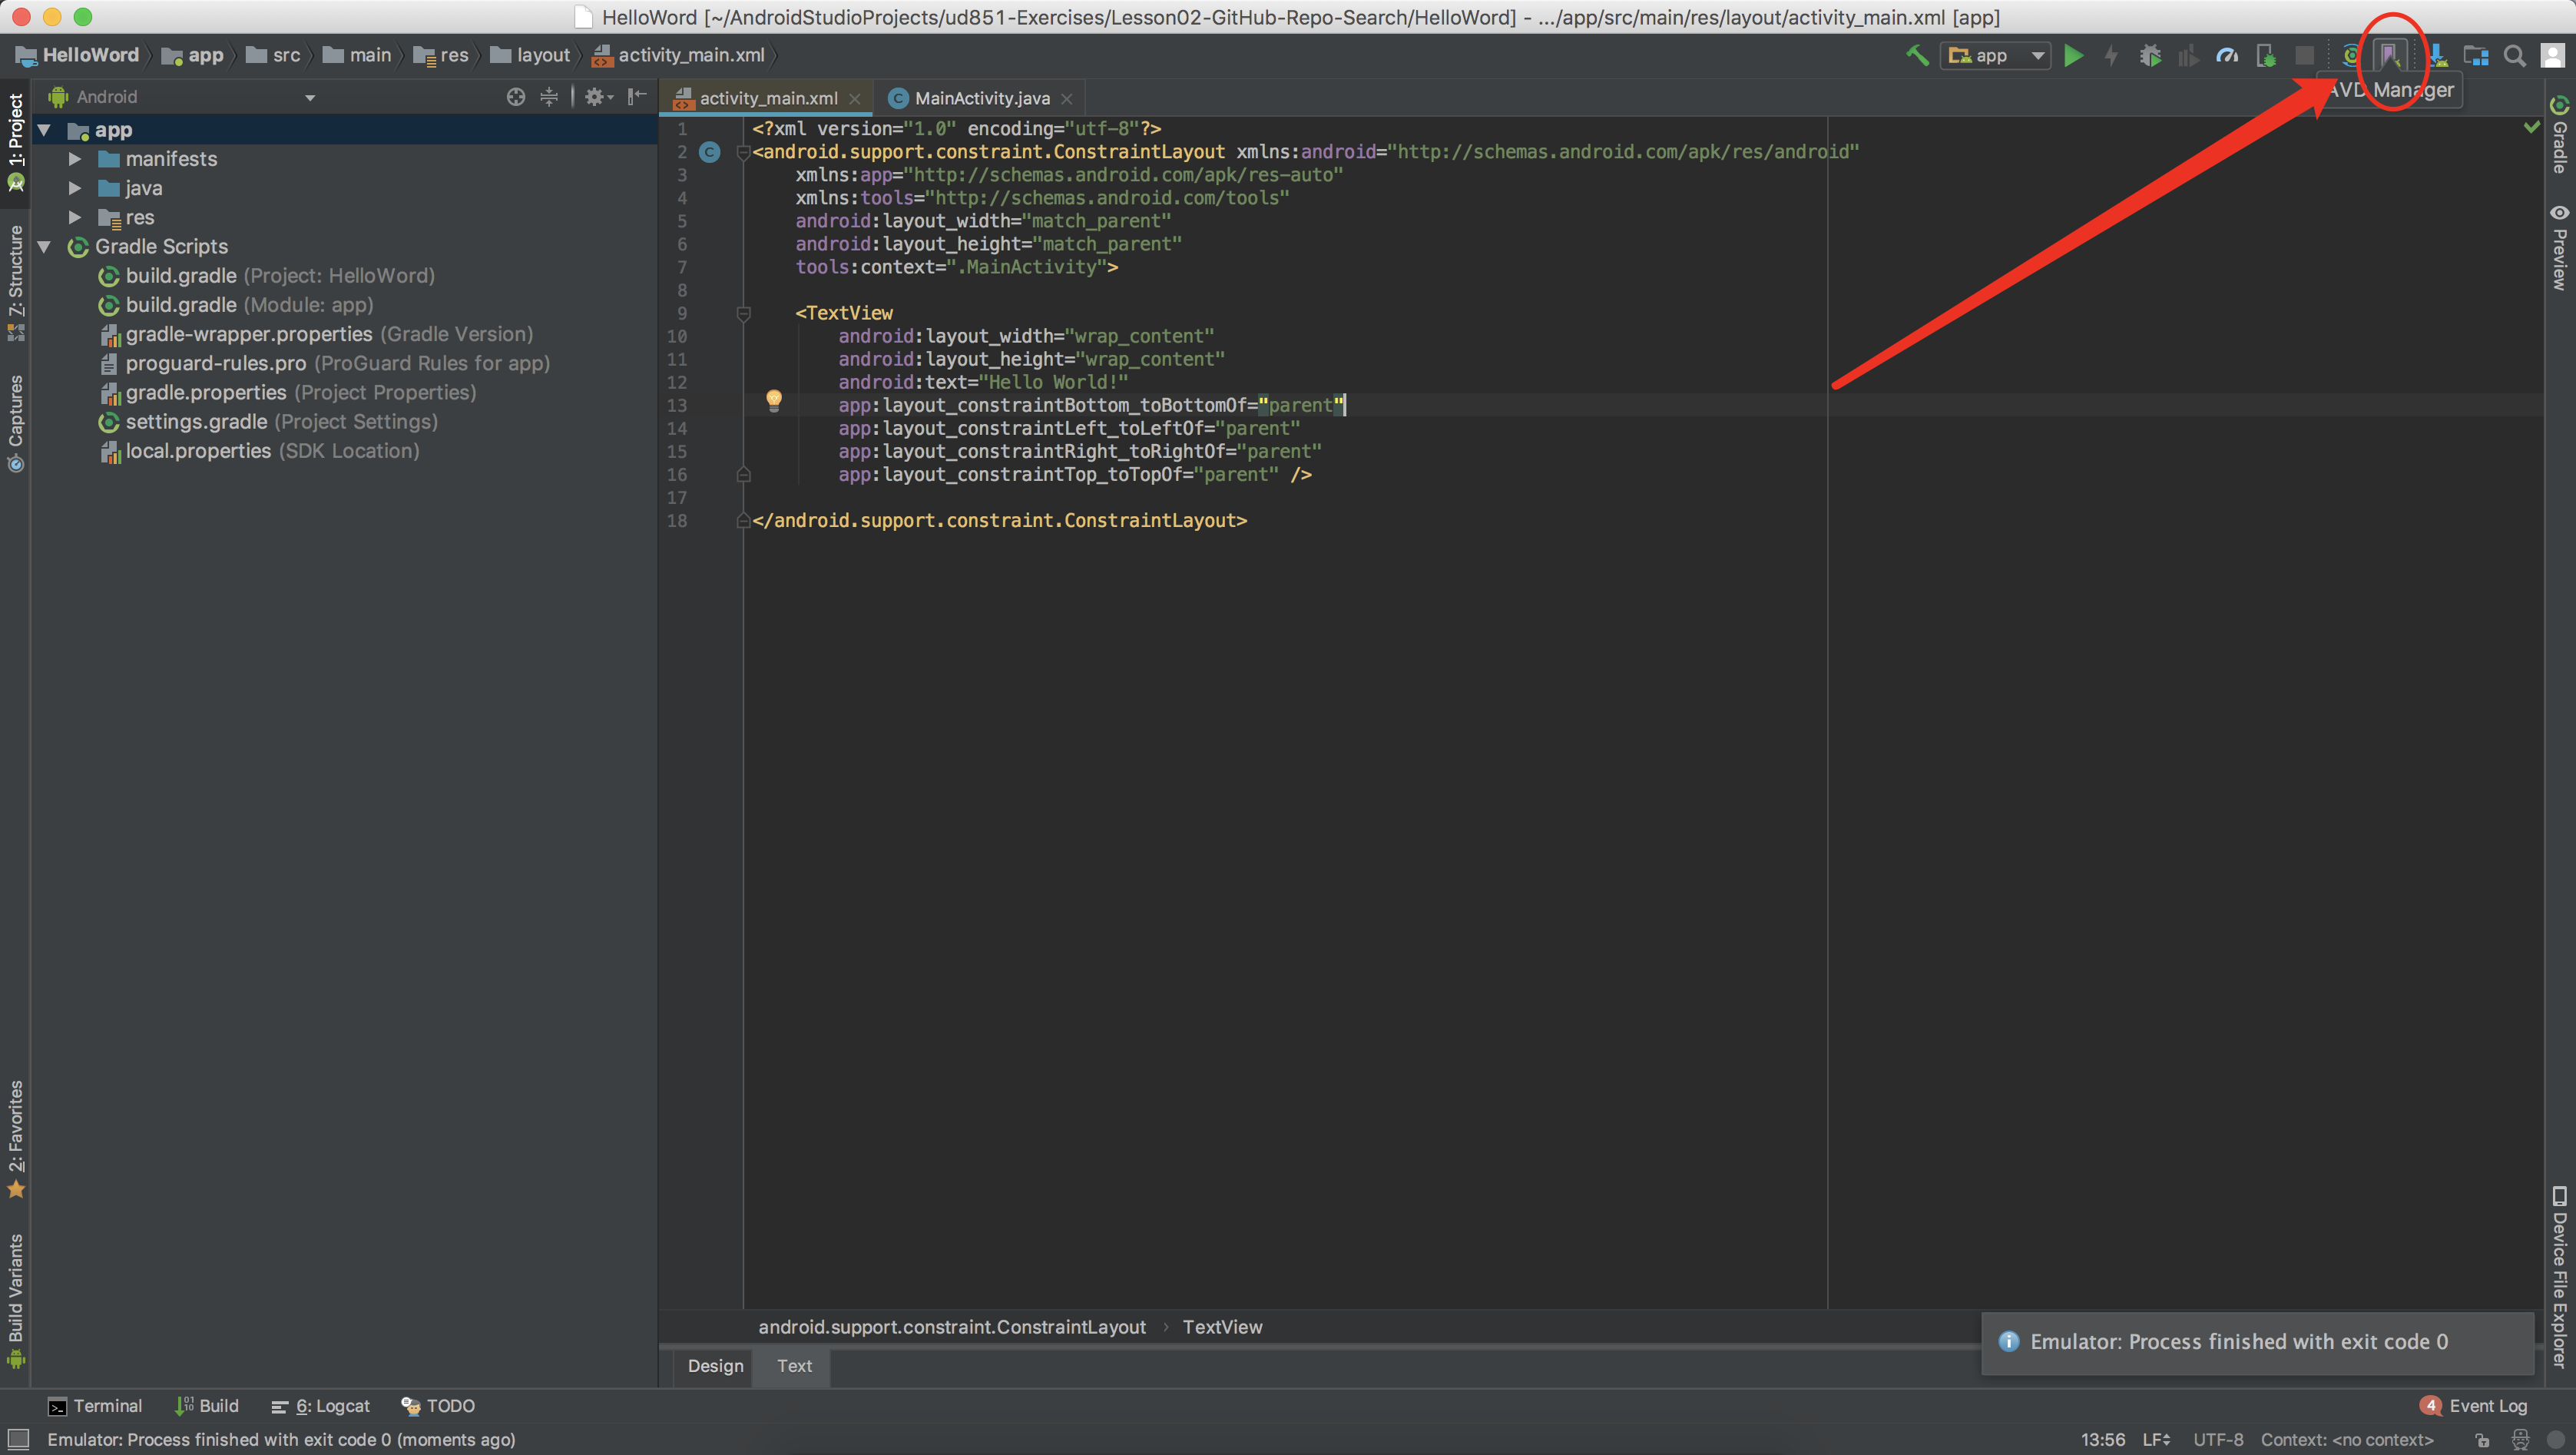 HelloWord [~/AndroidStudioProjects/ud851-Exercises/Lesson02-GitHub-Repo-Search/HelloWord] - .../app/src/main/res/layout/activity_main.xml [app]
HelloWord app src main res layout activity_main.xml
app
AVD Manager
Android
activity_main.xml
MainActivity.java
1: Project
7: Structure
Captures
2: Favorites
Build Variants
app
manifests
java
res
Gradle Scripts
build.gradle (Project: HelloWord)
build.gradle (Module: app)
gradle-wrapper.properties (Gradle Version)
proguard-rules.pro (ProGuard Rules for app)
gradle.properties (Project Properties)
settings.gradle (Project Settings)
local.properties (SDK Location)
1 <?xml version="1.0" encoding="utf-8"?>
2 <android.support.constraint.ConstraintLayout xmlns:android="http://schemas.android.com/apk/res/android"
3 xmlns:app="http://schemas.android.com/apk/res-auto"
4 xmlns:tools="http://schemas.android.com/tools"
5 android:layout_width="match_parent"
6 android:layout_height="match_parent"
7 tools:context=".MainActivity">
8
9 <TextView
10 android:layout_width="wrap_content"
11 android:layout_height="wrap_content"
12 android:text="Hello World!"
13 app:layout_constraintBottom_toBottomOf="parent"
14 app:layout_constraintLeft_toLeftOf="parent"
15 app:layout_constraintRight_toRightOf="parent"
16 app:layout_constraintTop_toTopOf="parent" />
17
18 </android.support.constraint.ConstraintLayout>
Gradle
Preview
Device File Explorer
android.support.constraint.ConstraintLayout › TextView
Design Text
Emulator: Process finished with exit code 0
Terminal Build 6: Logcat TODO
4 Event Log
Emulator: Process finished with exit code 0 (moments ago)
13:56 LF UTF-8 Context: <no context>